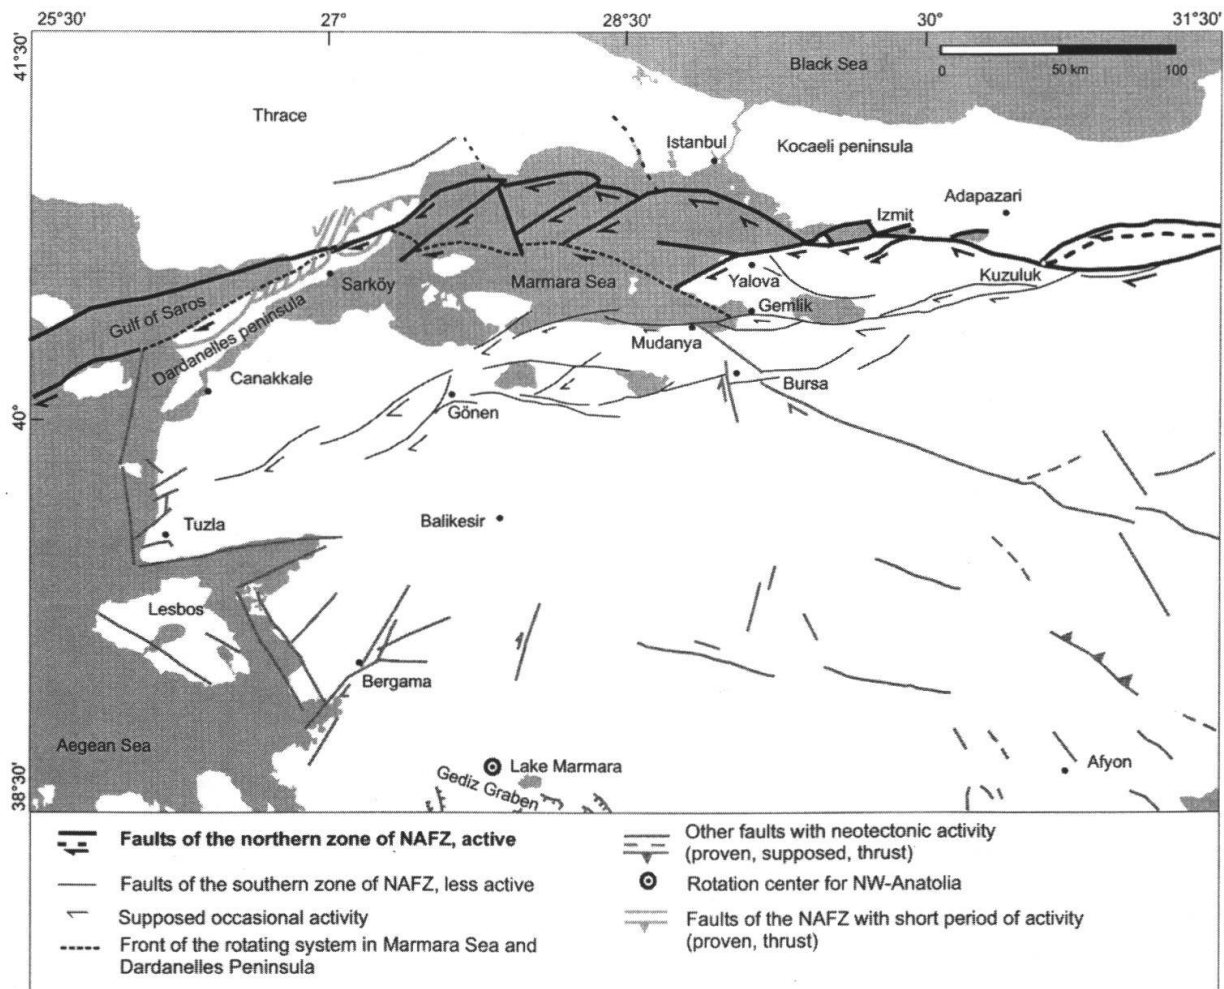 25°30' 27° 28°30' 30° 31°30'
41°30'
Black Sea
0 50 km 100
Thrace
Istanbul
Kocaeli peninsula
Adapazari
Izmit
Kuzuluk
Sarköy
Marmara Sea
Yalova
Gulf of Saros
Gemlik
Dardanelles peninsula
Mudanya
Canakkale
Bursa
40°
Gönen
Tuzla
Balikesir
Lesbos
Bergama
Aegean Sea
Lake Marmara
Afyon
Gediz Graben
38°30'
Faults of the northern zone of NAFZ, active
Faults of the southern zone of NAFZ, less active
Supposed occasional activity
Front of the rotating system in Marmara Sea and
Dardanelles Peninsula
Other faults with neotectonic activity
(proven, supposed, thrust)
Rotation center for NW-Anatolia
Faults of the NAFZ with short period of activity
(proven, thrust)